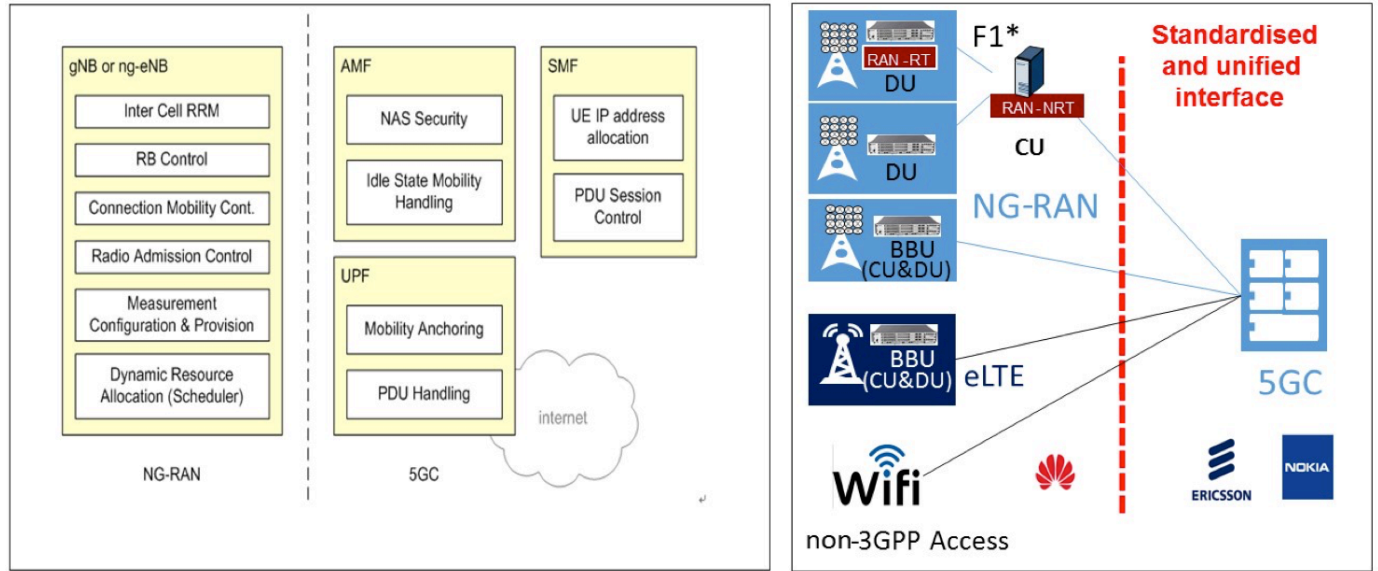 gNB or ng-eNB
Inter Cell RRM
RB Control
Connection Mobility Cont.
Radio Admission Control
Measurement
Configuration & Provision
Dynamic Resource
Allocation (Scheduler)
NG-RAN
AMF
NAS Security
Idle State Mobility
Handling
SMF
UE IP address
allocation
PDU Session
Control
UPF
Mobility Anchoring
PDU Handling
internet
5GC
RAN -RT
DU
F1*
RAN -NRT
CU
DU
NG-RAN
BBU
(CU&DU)
BBU
(CU&DU)
eLTE
Wifi
non-3GPP Access
Standardised
and unified
interface
5GC
ERICSSON
NOKIA